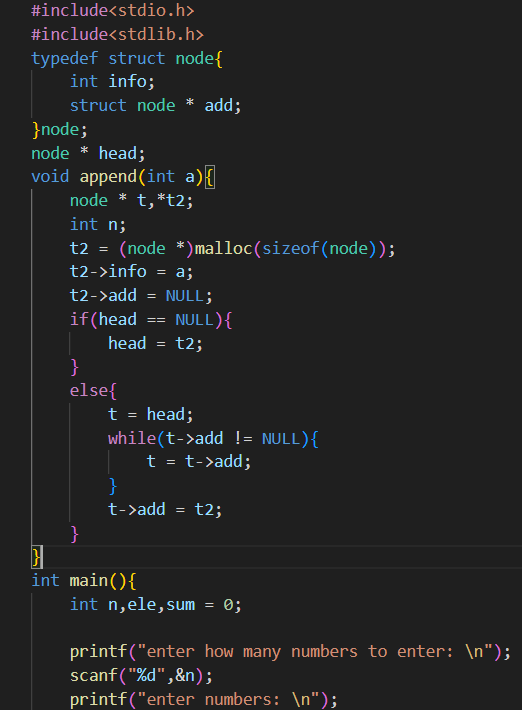 #include<stdio.h>
#include<stdlib.h>
typedef struct node{
    int info;
    struct node * add;
}node;
node * head;
void append(int a){
    node * t,*t2;
    int n;
    t2 = (node *)malloc(sizeof(node));
    t2->info = a;
    t2->add = NULL;
    if(head == NULL){
        head = t2;
    }
    else{
        t = head;
        while(t->add != NULL){
            t = t->add;
        }
        t->add = t2;
    }
}
int main(){
    int n,ele,sum = 0;

    printf("enter how many numbers to enter: \n");
    scanf("%d",&n);
    printf("enter numbers: \n");